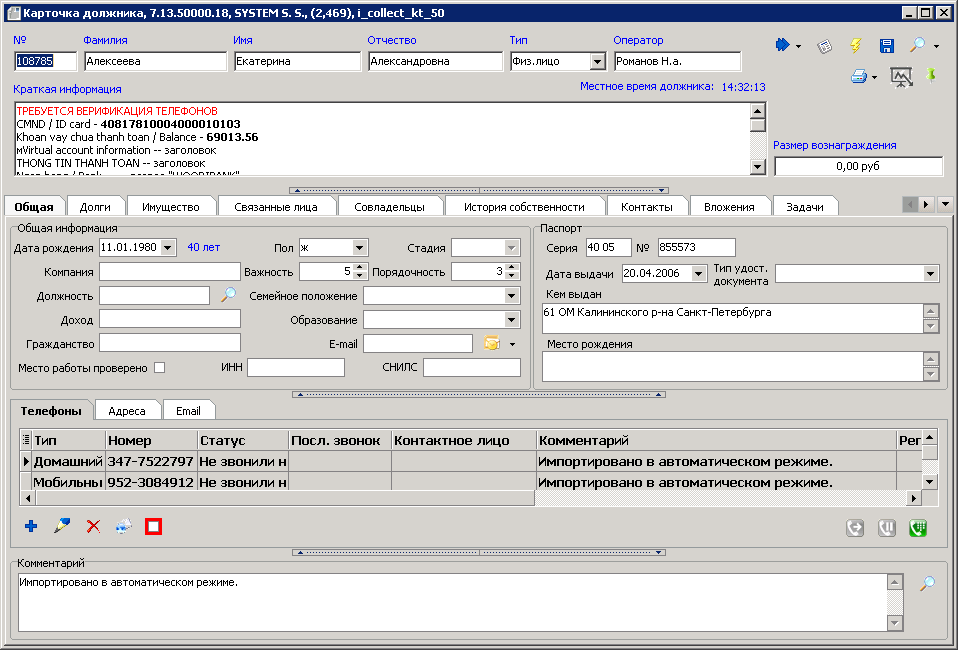 Карточка должника, 7.13.50000.18, SYSTEM S. S., (2,469), i_collect_kt_50
№ Фамилия Имя Отчество Тип Оператор
108785 Алексеева Екатерина Александровна Физ.лицо Романов Н.а.
Краткая информация Местное время должника: 14:32:13
ТРЕБУЕТСЯ ВЕРИФИКАЦИЯ ТЕЛЕФОНОВ
CMND / ID card - 40817810004000010103
Khoan vay chua thanh toan / Balance - 69013.56
мVirtual account information -- заголовок
THONG TIN THANH TOAN -- заголовок
Размер вознаграждения
0,00 руб
Общая Долги Имущество Связанные лица Совладельцы История собственности Контакты Вложения Задачи
Общая информация
Дата рождения 11.01.1980 40 лет Пол ж Стадия
Компания Важность 5 Порядочность 3
Должность Семейное положение
Доход Образование
Гражданство E-mail
Место работы проверено ИНН СНИЛС
Паспорт
Серия 40 05 № 855573
Дата выдачи 20.04.2006 Тип удост. документа
Кем выдан
61 ОМ Калининского р-на Санкт-Петербурга
Место рождения
Телефоны Адреса Email
Тип Номер Статус Посл. звонок Контактное лицо Комментарий Рег
Домашний 347-7522797 Не звонили н Импортировано в автоматическом режиме.
Мобильны 952-3084912 Не звонили н Импортировано в автоматическом режиме.
Комментарий
Импортировано в автоматическом режиме.